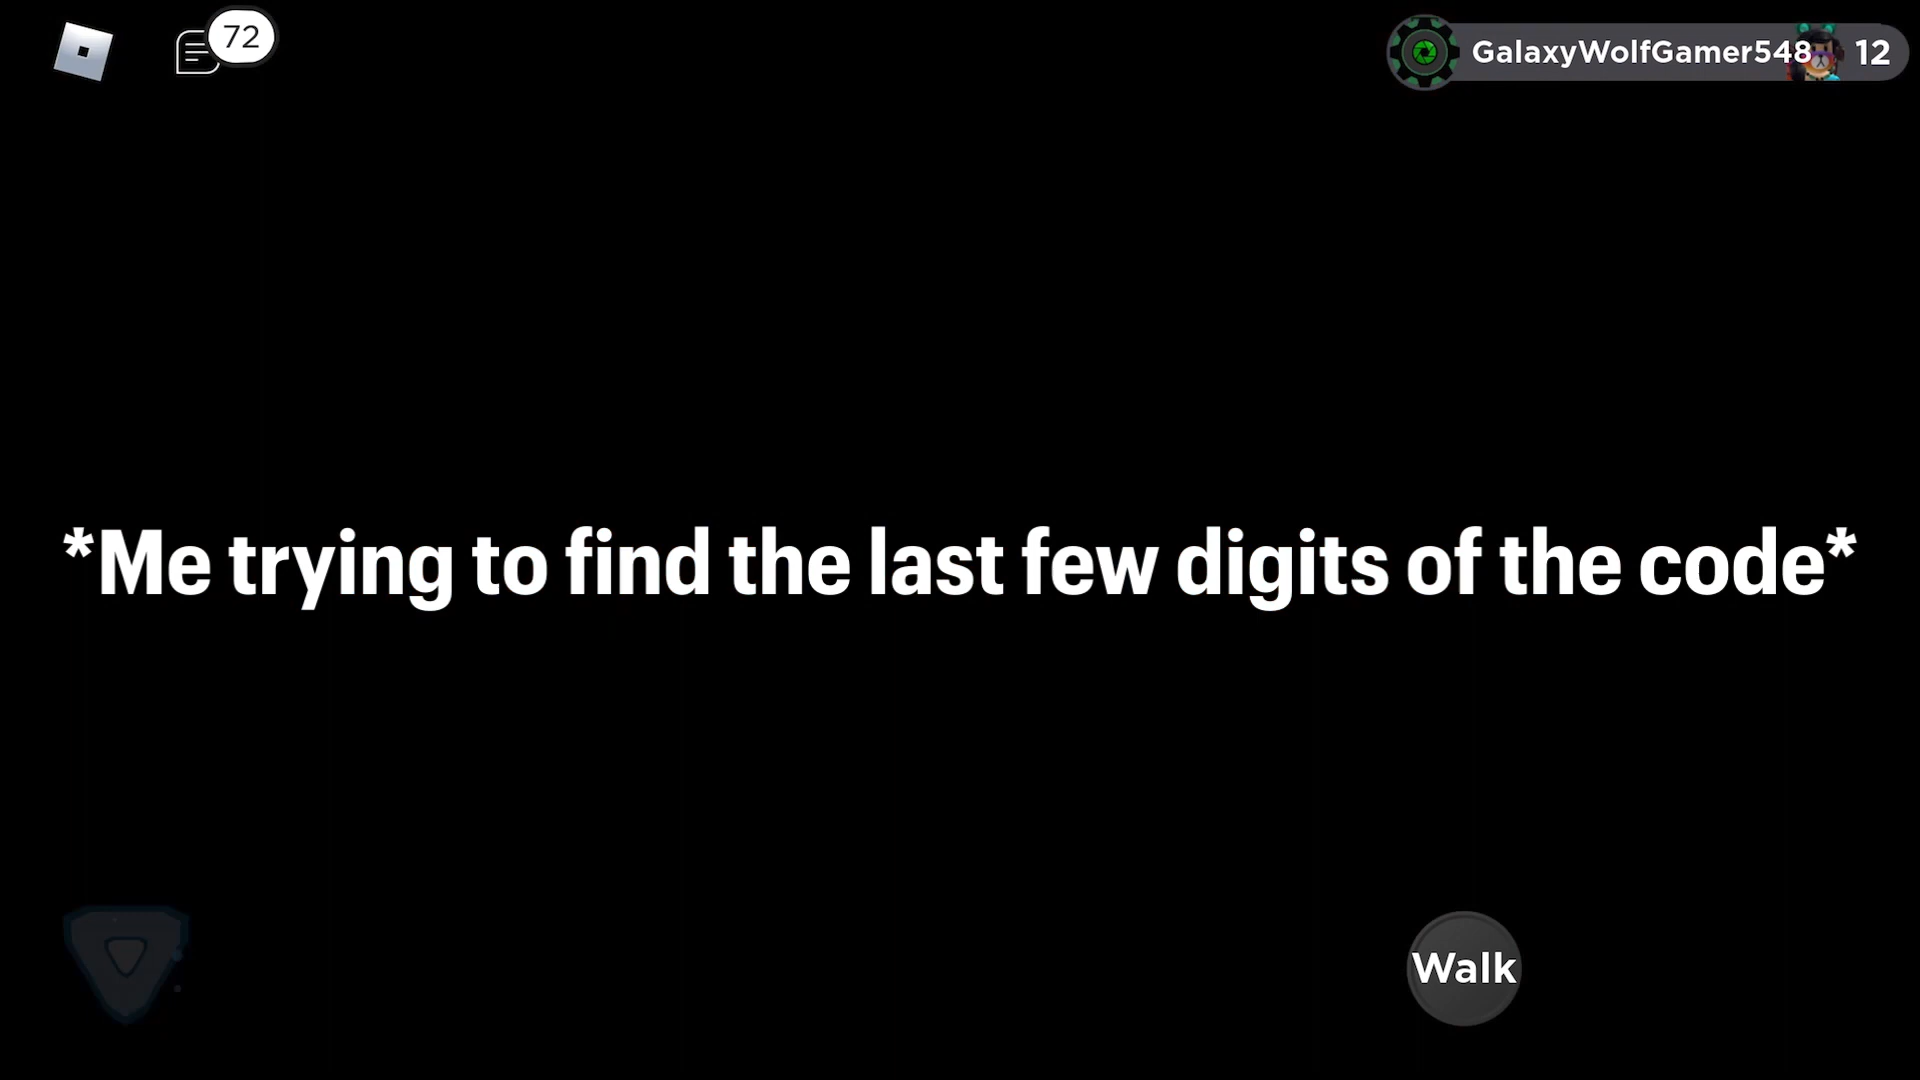 72
GalaxyWolfGamer548 12
*Me trying to find the last few digits of the code*
Walk